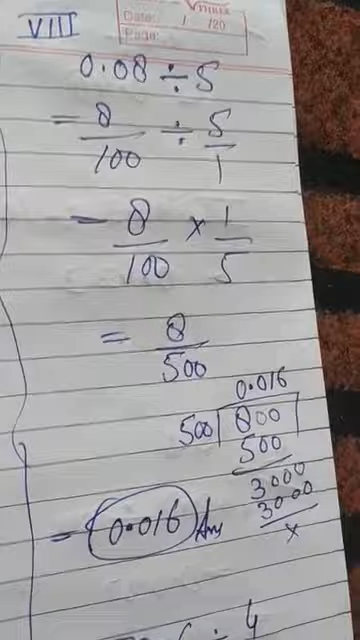 VIII
Date: / /20
Page:
0.08 ÷ 5
= 8/100 ÷ 5/1
= 8/100 × 1/5
= 8/500
0.016
500 800
500
3000
3000
x
= 0.016 Ans